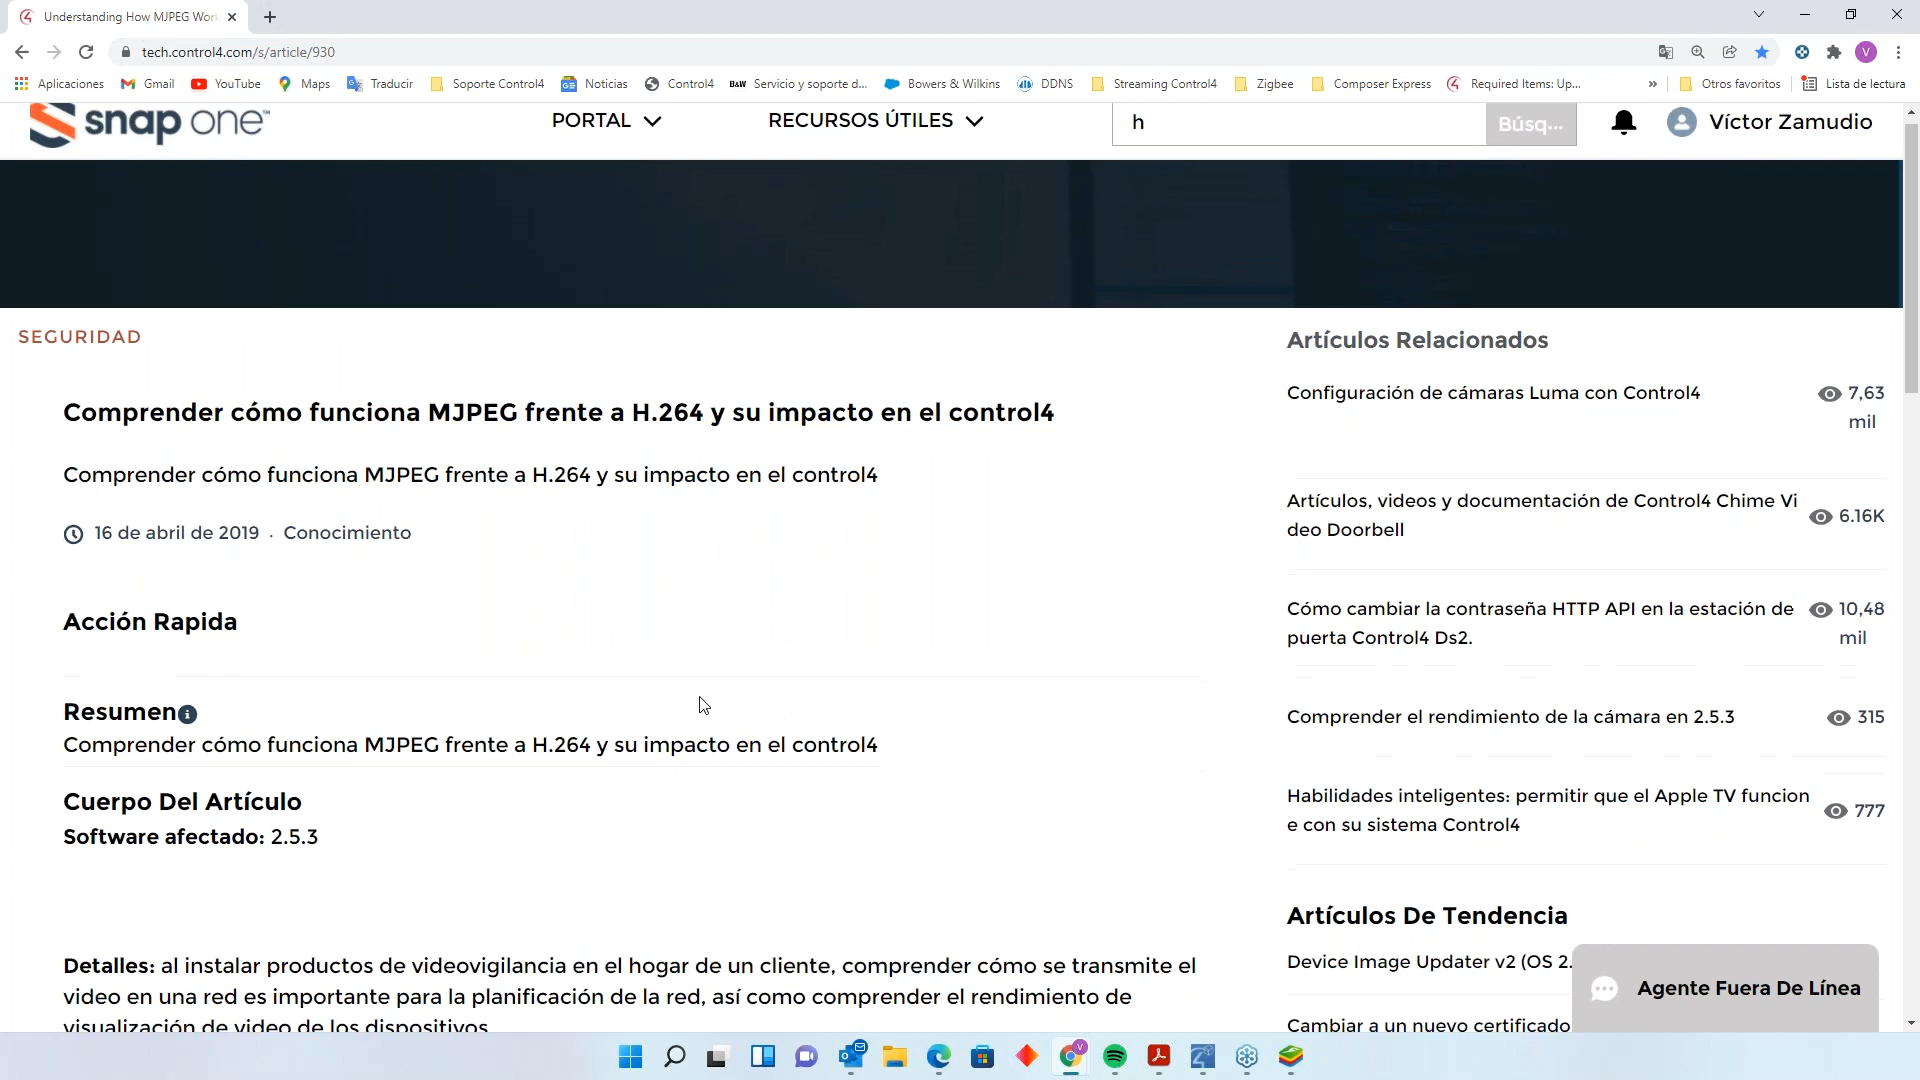 Understanding How MJPEG Work
tech.control4.com/s/article/930
Aplicaciones Gmail YouTube Maps Traducir Soporte Control4 Noticias Control4 B&W Servicio y soporte d... Bowers & Wilkins DDNS Streaming Control4 Zigbee Composer Express Required Items: Up... » Otros favoritos Lista de lectura
snap one™ PORTAL RECURSOS ÚTILES h Búsq... Víctor Zamudio
SEGURIDAD
Comprender cómo funciona MJPEG frente a H.264 y su impacto en el control4
Comprender cómo funciona MJPEG frente a H.264 y su impacto en el control4
16 de abril de 2019 · Conocimiento
Acción Rapida
Resumen
Comprender cómo funciona MJPEG frente a H.264 y su impacto en el control4
Cuerpo Del Artículo
Software afectado: 2.5.3
Detalles: al instalar productos de videovigilancia en el hogar de un cliente, comprender cómo se transmite el
video en una red es importante para la planificación de la red, así como comprender el rendimiento de
visualización de video de los dispositivos
Artículos Relacionados
Configuración de cámaras Luma con Control4 7,63
mil
Artículos, videos y documentación de Control4 Chime Vi
deo Doorbell 6.16K
Cómo cambiar la contraseña HTTP API en la estación de 10,48
puerta Control4 Ds2. mil
Comprender el rendimiento de la cámara en 2.5.3 315
Habilidades inteligentes: permitir que el Apple TV funcion
e con su sistema Control4 777
Artículos De Tendencia
Device Image Updater v2 (OS 2.
Agente Fuera De Línea
Cambiar a un nuevo certificado